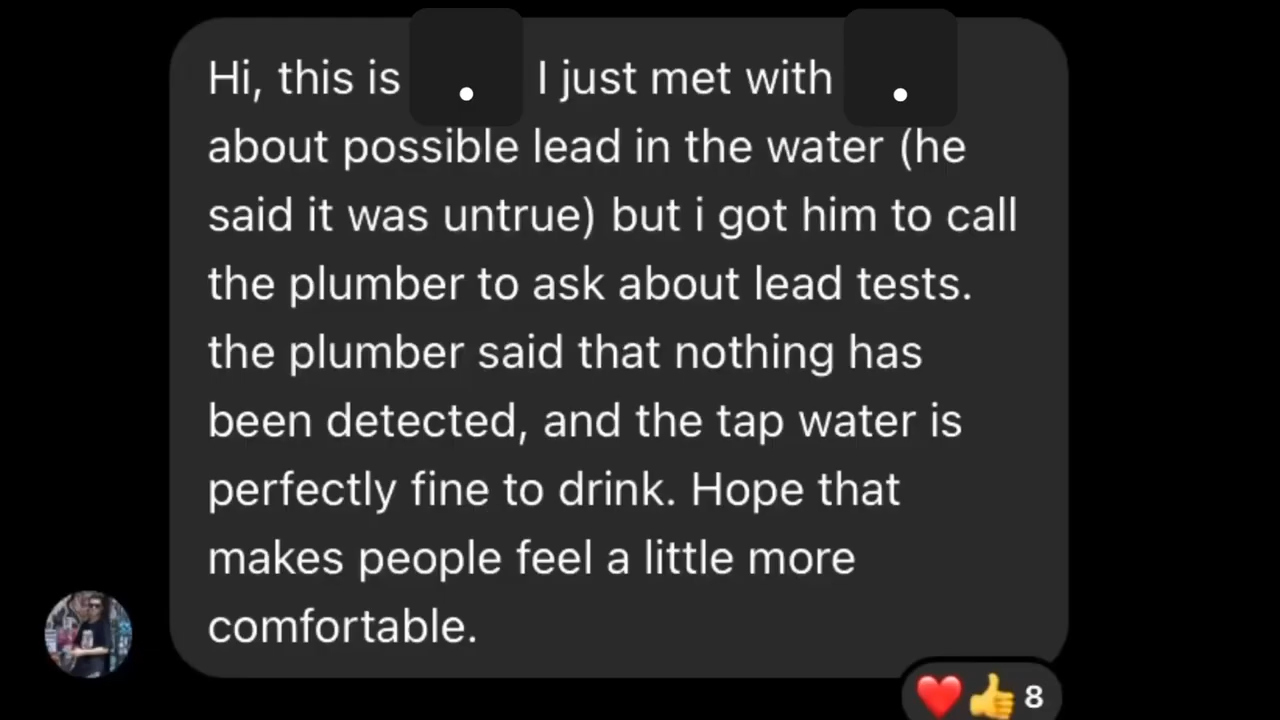 Hi, this is . I just met with .
about possible lead in the water (he
said it was untrue) but i got him to call
the plumber to ask about lead tests.
the plumber said that nothing has
been detected, and the tap water is
perfectly fine to drink. Hope that
makes people feel a little more
comfortable.
❤️👍 8